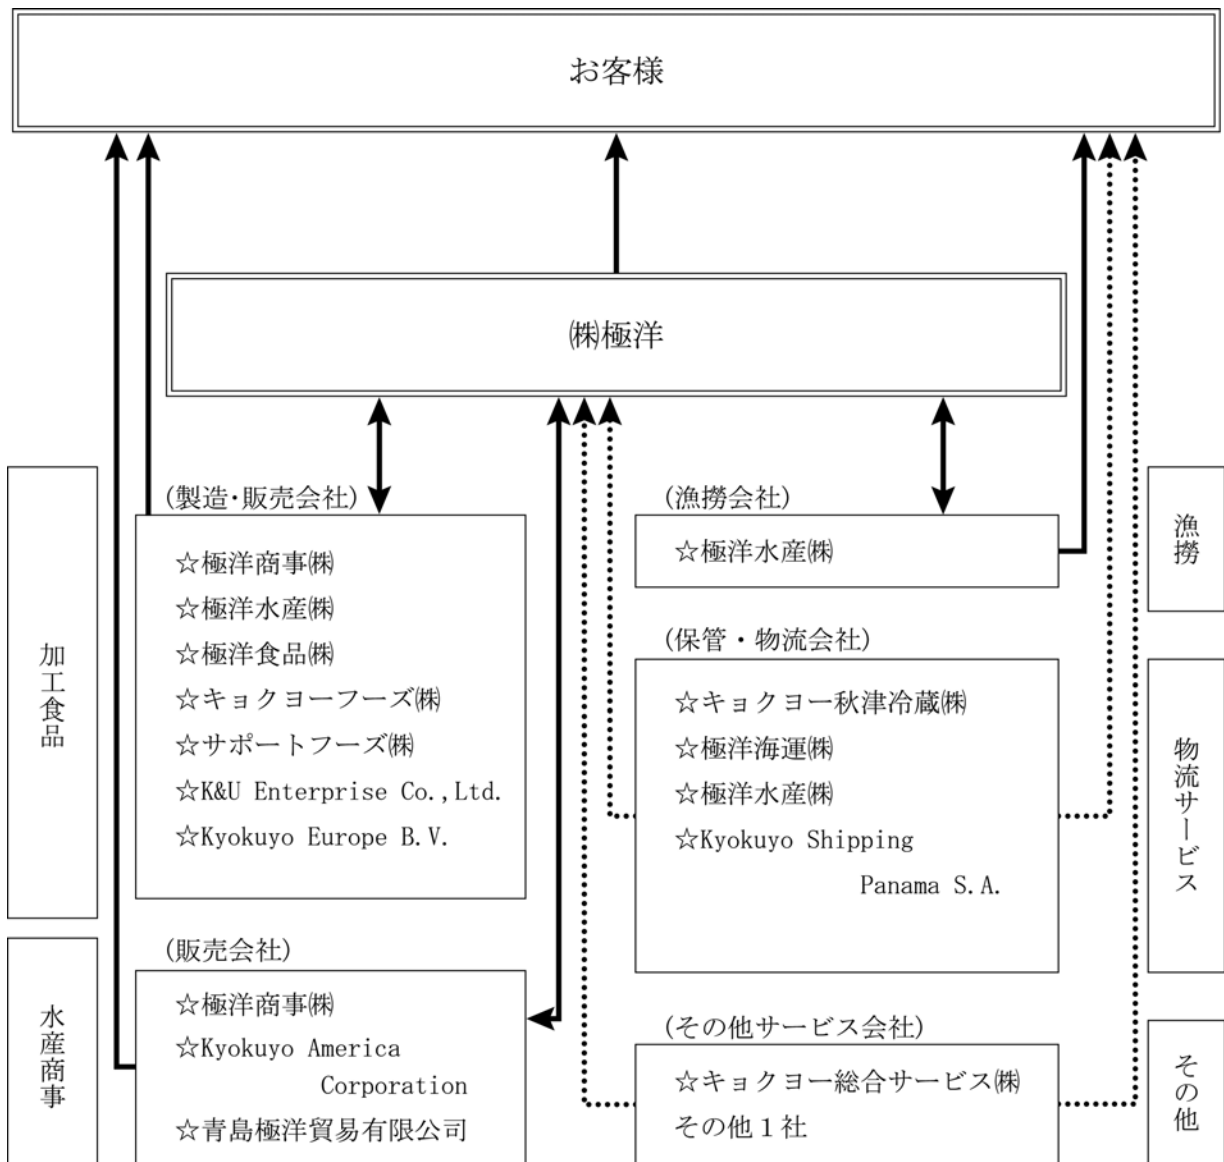 お客様
㈱極洋
加工食品
(製造・販売会社)
☆極洋商事㈱
☆極洋水産㈱
☆極洋食品㈱
☆キョクヨーフーズ㈱
☆サポートフーズ㈱
☆K&U Enterprise Co.,Ltd.
☆Kyokuyo Europe B.V.
水産商事
(販売会社)
☆極洋商事㈱
☆Kyokuyo America
Corporation
☆青島極洋貿易有限公司
(漁撈会社)
☆極洋水産㈱
漁撈
(保管・物流会社)
☆キョクヨー秋津冷蔵㈱
☆極洋海運㈱
☆極洋水産㈱
☆Kyokuyo Shipping
Panama S.A.
物流サービス
(その他サービス会社)
☆キョクヨー総合サービス㈱
その他１社
その他